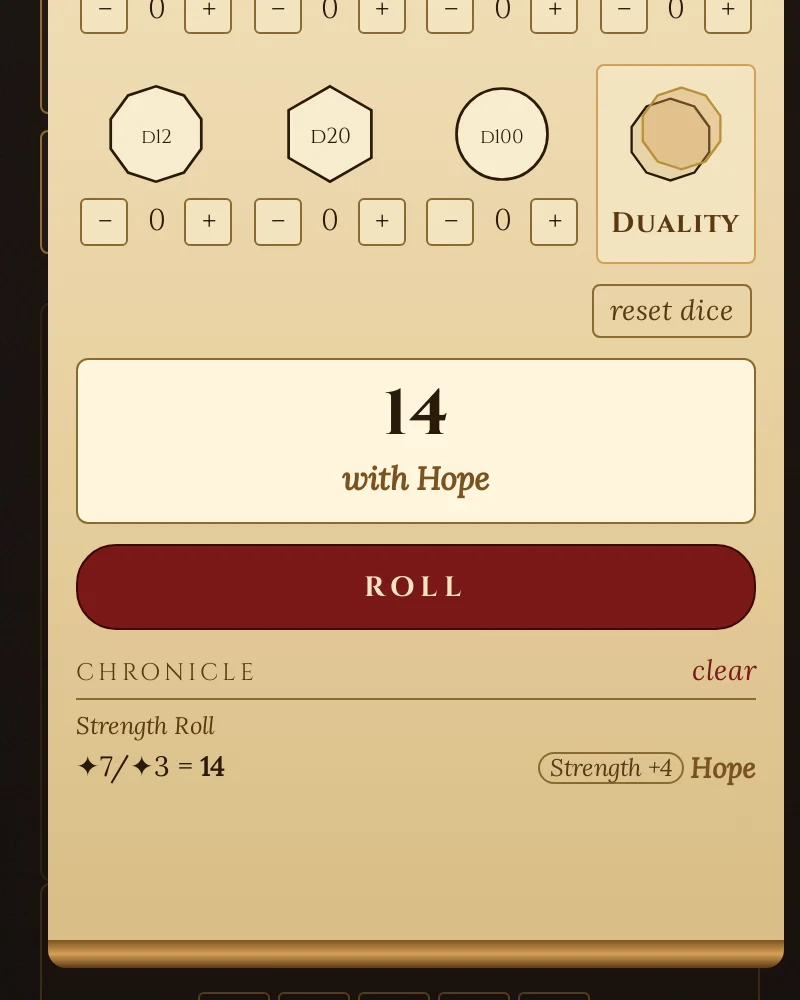 − 0 + − 0 + − 0 + − 0 +
D12 D20 D100
− 0 + − 0 + − 0 +
DUALITY
reset dice
14
with Hope
ROLL
CHRONICLE clear
Strength Roll
✦7/✦3 = 14 Strength +4 Hope